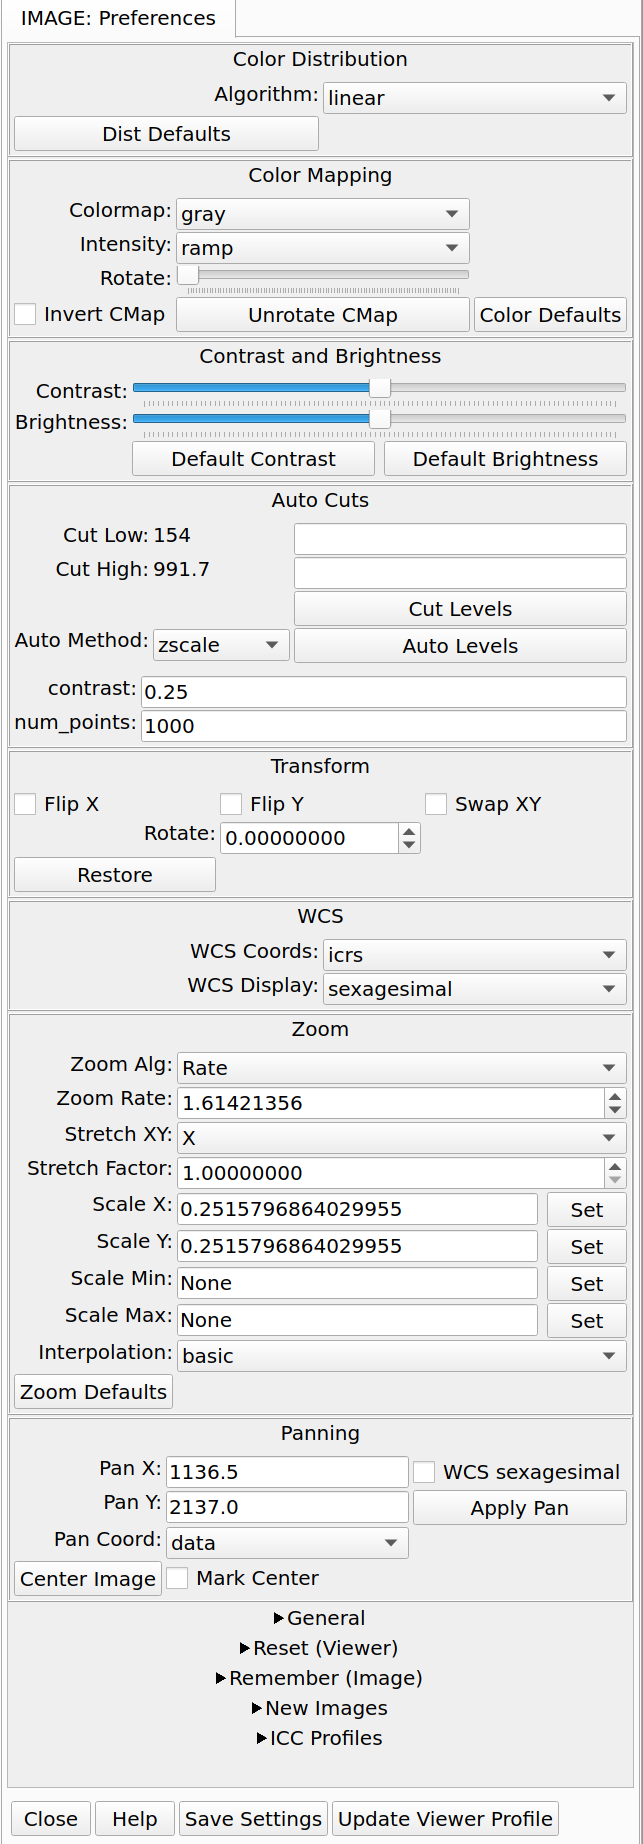 IMAGE: Preferences
Color Distribution
Algorithm: linear
Dist Defaults
Color Mapping
Colormap: gray
Intensity: ramp
Rotate:
Invert CMap Unrotate CMap Color Defaults
Contrast and Brightness
Contrast:
Brightness:
Default Contrast Default Brightness
Auto Cuts
Cut Low: 154
Cut High: 991.7
Cut Levels
Auto Method: zscale Auto Levels
contrast: 0.25
num_points: 1000
Transform
Flip X Flip Y Swap XY
Rotate: 0.00000000
Restore
WCS
WCS Coords: icrs
WCS Display: sexagesimal
Zoom
Zoom Alg: Rate
Zoom Rate: 1.61421356
Stretch XY: X
Stretch Factor: 1.00000000
Scale X: 0.2515796864029955 Set
Scale Y: 0.2515796864029955 Set
Scale Min: None Set
Scale Max: None Set
Interpolation: basic
Zoom Defaults
Panning
Pan X: 1136.5 WCS sexagesimal
Pan Y: 2137.0 Apply Pan
Pan Coord: data
Center Image Mark Center
General
Reset (Viewer)
Remember (Image)
New Images
ICC Profiles
Close Help Save Settings Update Viewer Profile